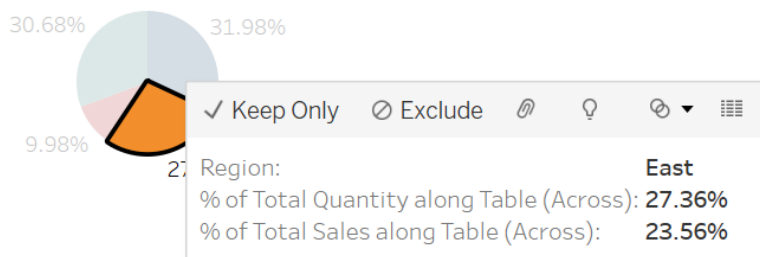 30.68%
31.98%
Keep Only Exclude
9.98%
27
Region: East
% of Total Quantity along Table (Across): 27.36%
% of Total Sales along Table (Across): 23.56%